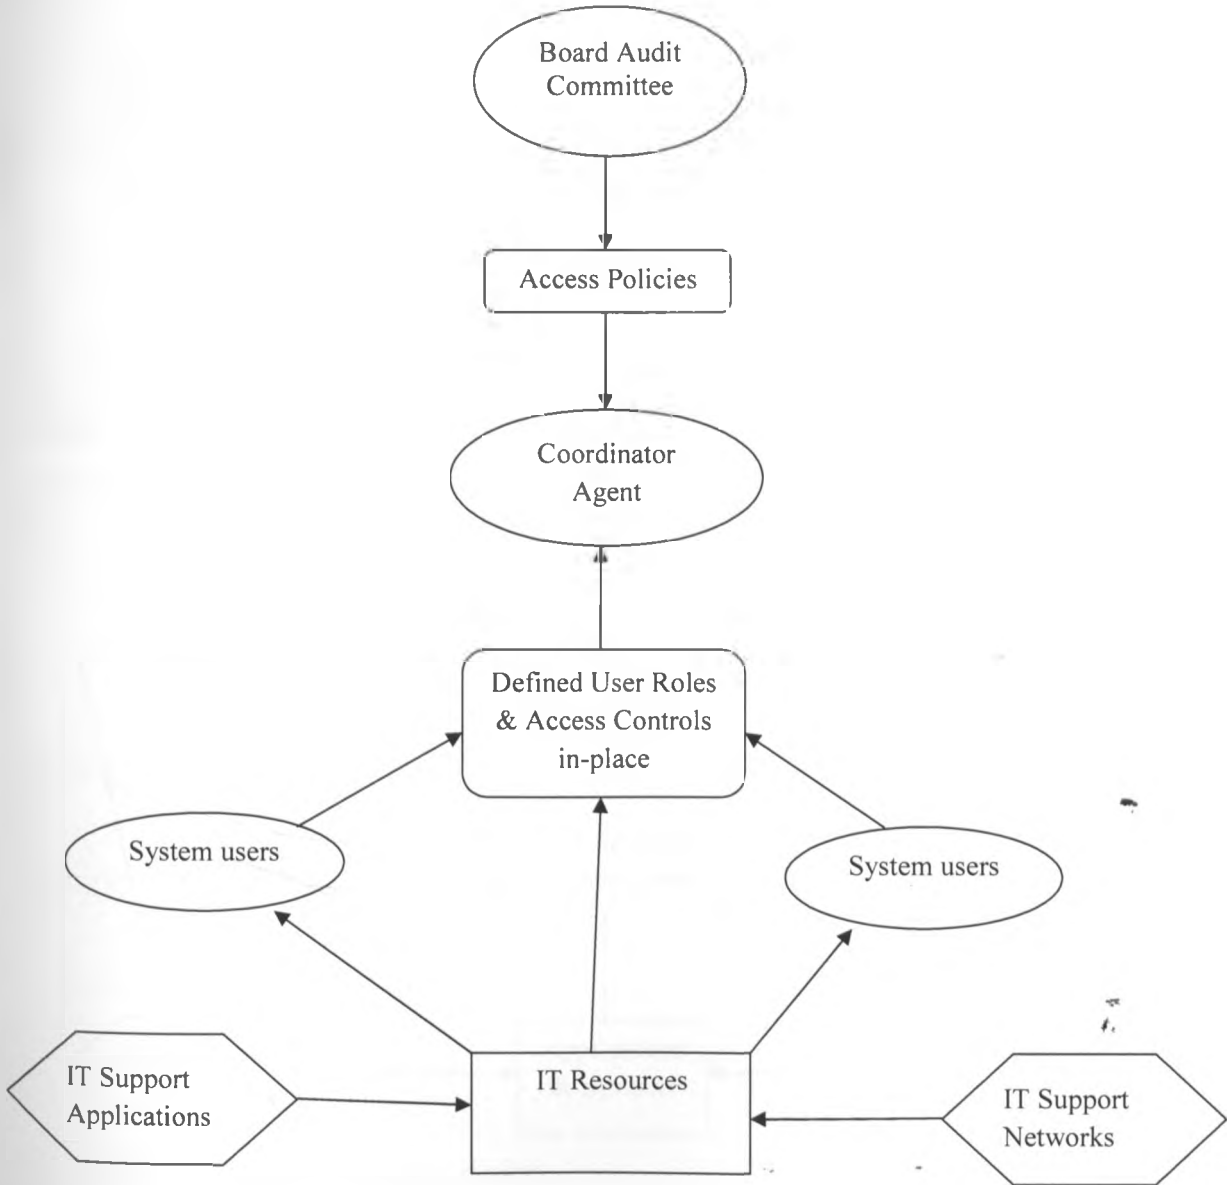 Board Audit
Committee
Access Policies
Coordinator
Agent
Defined User Roles
& Access Controls
in-place
System users
System users
IT Support
Applications
IT Resources
IT Support
Networks